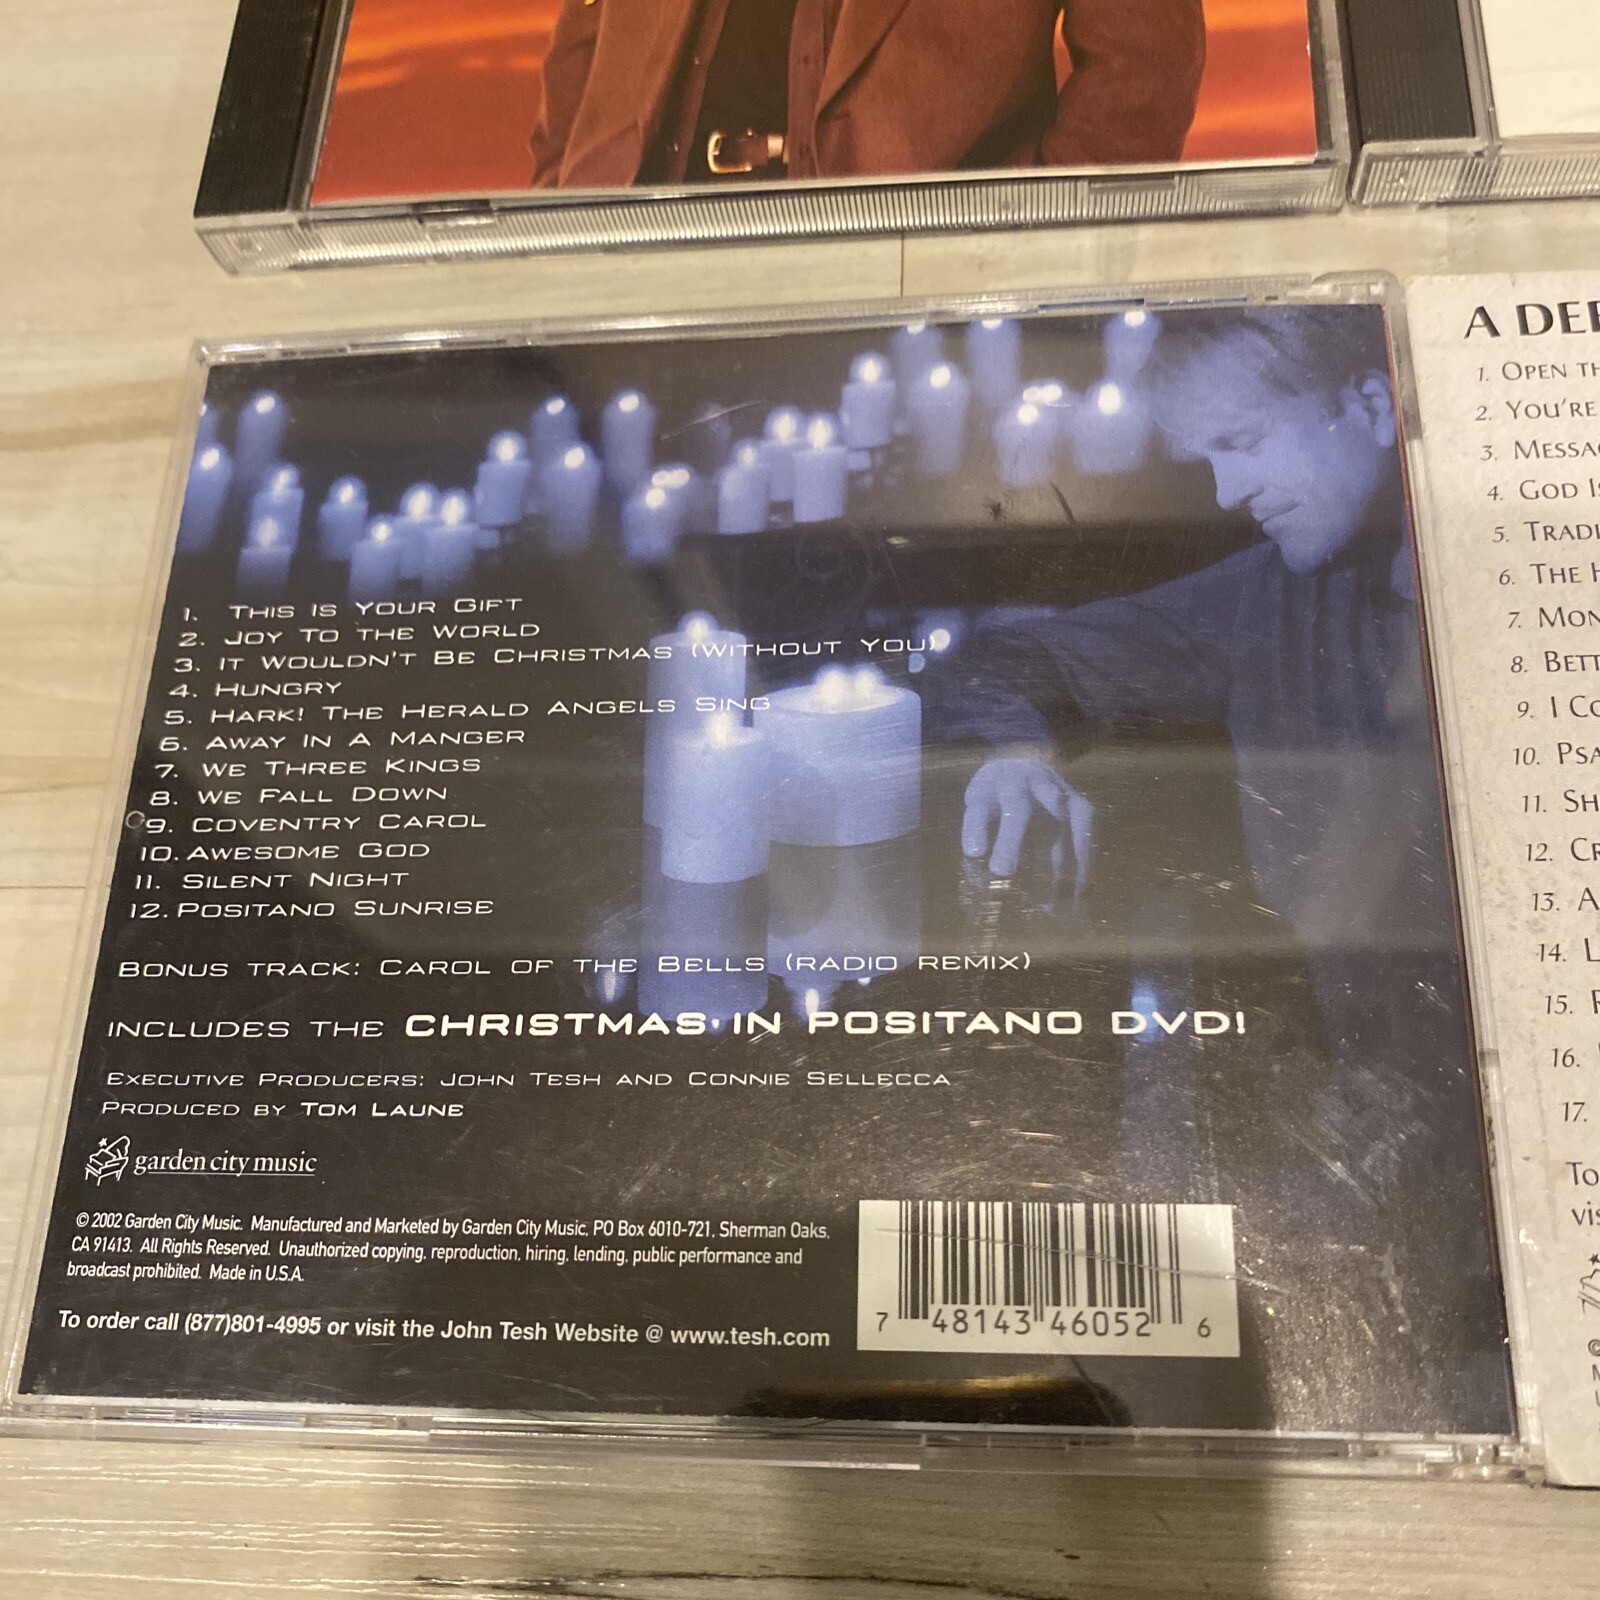 1. This Is Your Gift
2. Joy to the World
3. It Wouldn't Be Christmas (Without You)
4. Hungry
5. Hark! The Herald Angels Sing
6. Away in a Manger
7. We Three Kings
8. We Fall Down
9. Coventry Carol
10. Awesome God
11. Silent Night
12. Positano Sunrise
Bonus track: Carol of the Bells (radio remix)
includes the CHRISTMAS IN POSITANO DVD!
Executive Producers: John Tesh and Connie Sellecca
Produced by Tom Laune
garden city music
© 2002 Garden City Music. Manufactured and Marketed by Garden City Music, PO Box 6010-721, Sherman Oaks,
CA 91413. All Rights Reserved. Unauthorized copying, reproduction, hiring, lending, public performance and
broadcast prohibited. Made in U.S.A.
To order call (877)801-4995 or visit the John Tesh Website @ www.tesh.com
7 48143 46052 6
A
1. Open
2. You're
3.
4. God
5.
6. The
7.
8.
9. I
10.
11.
12.
13.
14.
15.
16.
17.
To
©